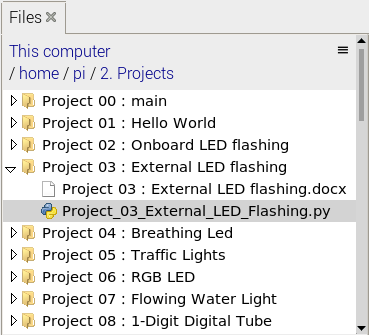 Files
This computer
/ home / pi / 2. Projects
Project 00 : main
Project 01 : Hello World
Project 02 : Onboard LED flashing
Project 03 : External LED flashing
Project 03 : External LED flashing.docx
Project_03_External_LED_Flashing.py
Project 04 : Breathing Led
Project 05 : Traffic Lights
Project 06 : RGB LED
Project 07 : Flowing Water Light
Project 08 : 1-Digit Digital Tube